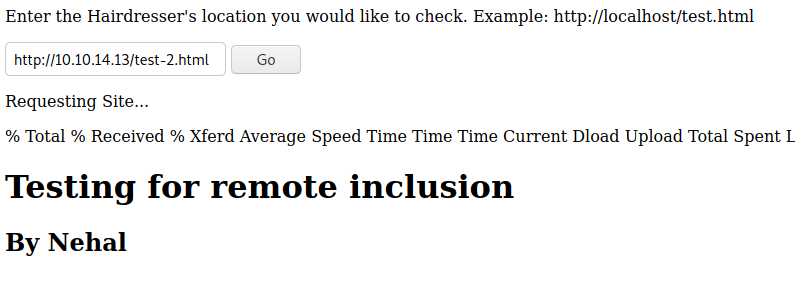 Enter the Hairdresser's location you would like to check. Example: http://localhost/test.html
http://10.10.14.13/test-2.html Go
Requesting Site...
% Total % Received % Xferd Average Speed Time Time Time Current Dload Upload Total Spent L
Testing for remote inclusion
By Nehal